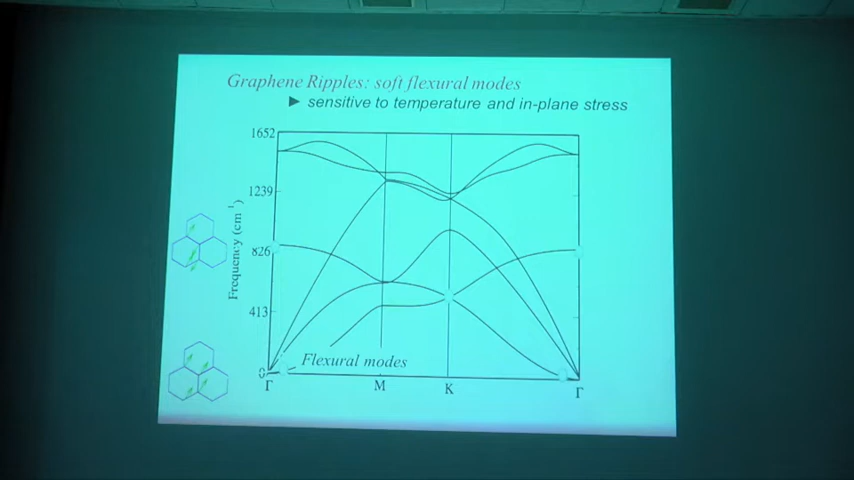 Graphene Ripples: soft flexural modes
► sensitive to temperature and in-plane stress
1652
1239
826
413
0
Frequency (cm⁻¹)
Flexural modes
Γ M K Γ